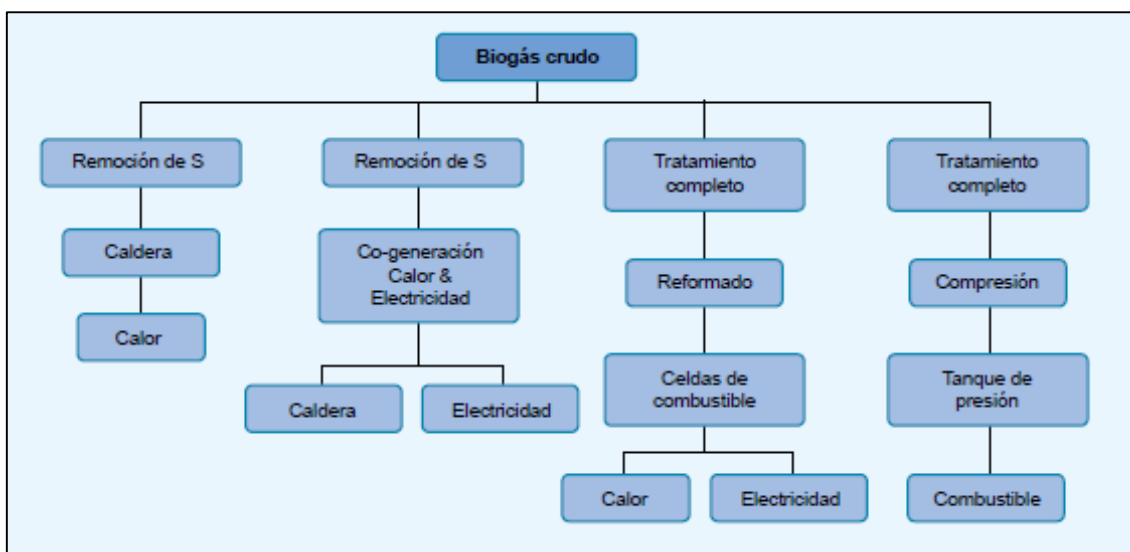 Biogás crudo
Remoción de S
Remoción de S
Tratamiento
completo
Tratamiento
completo
Caldera
Co-generación
Calor &
Electricidad
Reformado
Compresión
Calor
Caldera
Electricidad
Celdas de
combustible
Tanque de
presión
Calor
Electricidad
Combustible